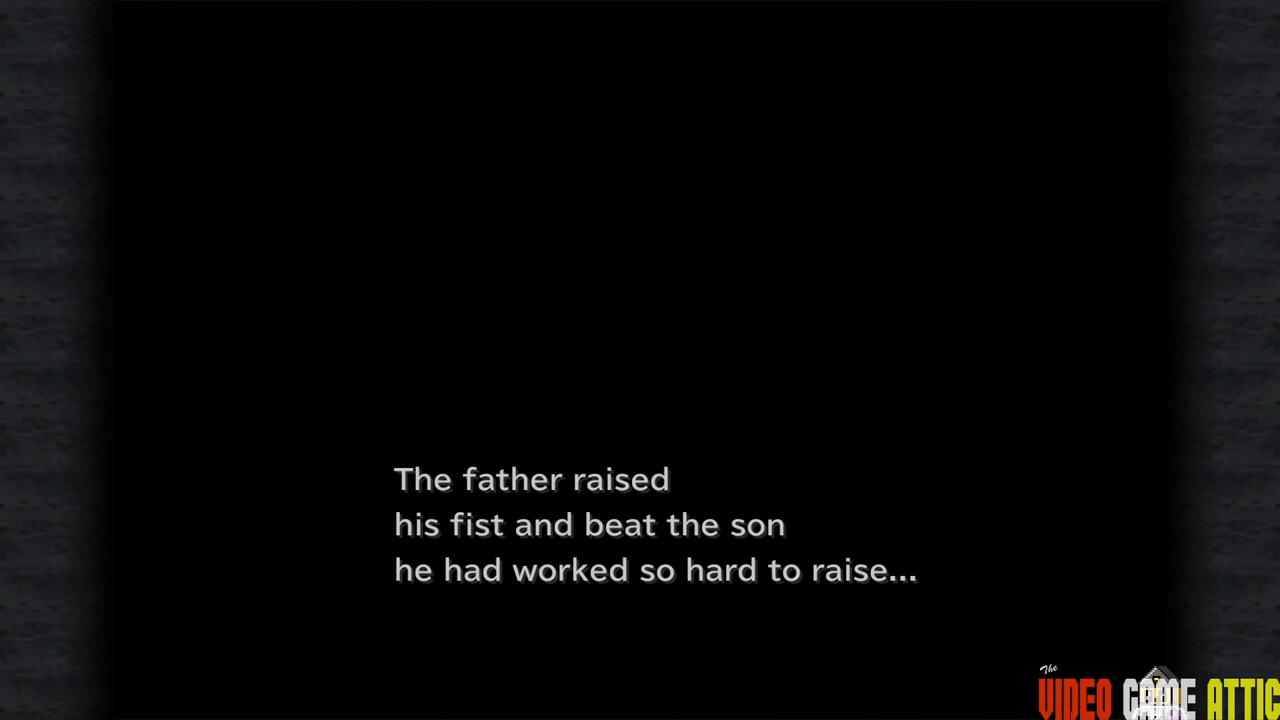 The father raised
his fist and beat the son
he had worked so hard to raise...
The
VIDEO GAME ATTIC